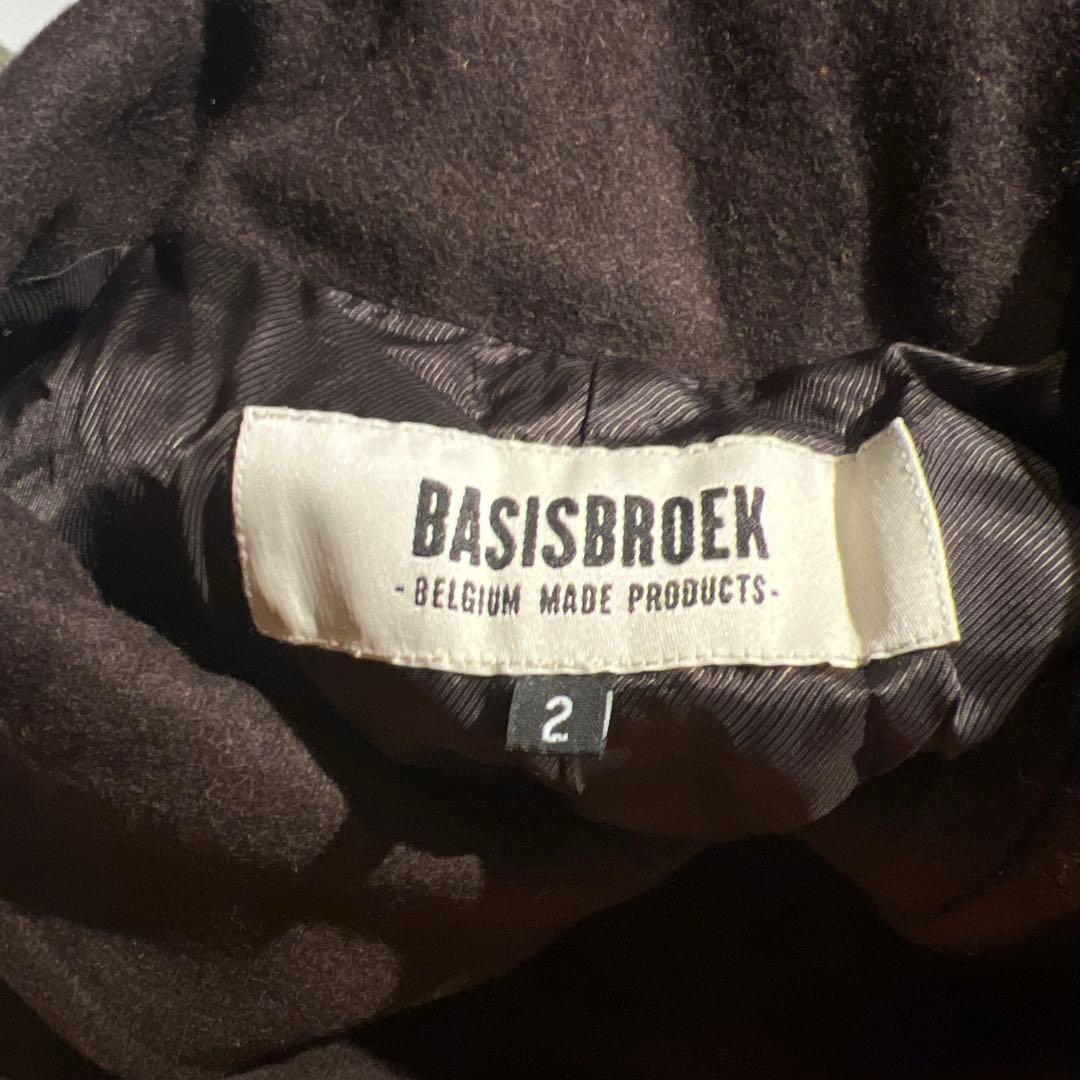 BASISBROEK
- BELGIUM MADE PRODUCTS-
2